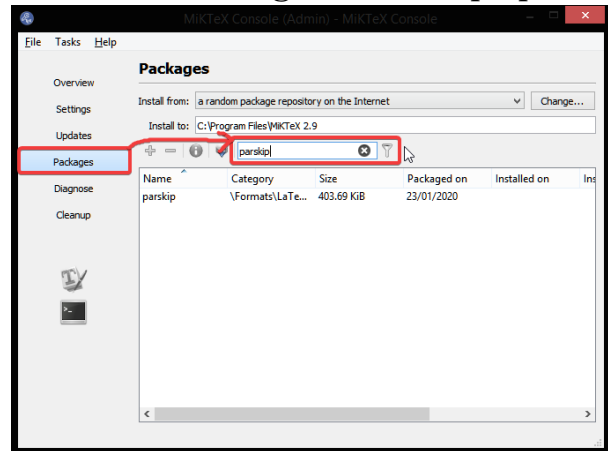 MiKTeX Console (Admin) - MiKTeX Console
File Tasks Help
Packages
Overview
Settings
Updates
Packages
Diagnose
Cleanup
Install from: a random package repository on the Internet Change...
Install to: C:\Program Files\MiKTeX 2.9
parskip
Name Category Size Packaged on Installed on Ins
parskip \Formats\LaTe... 403.69 KiB 23/01/2020